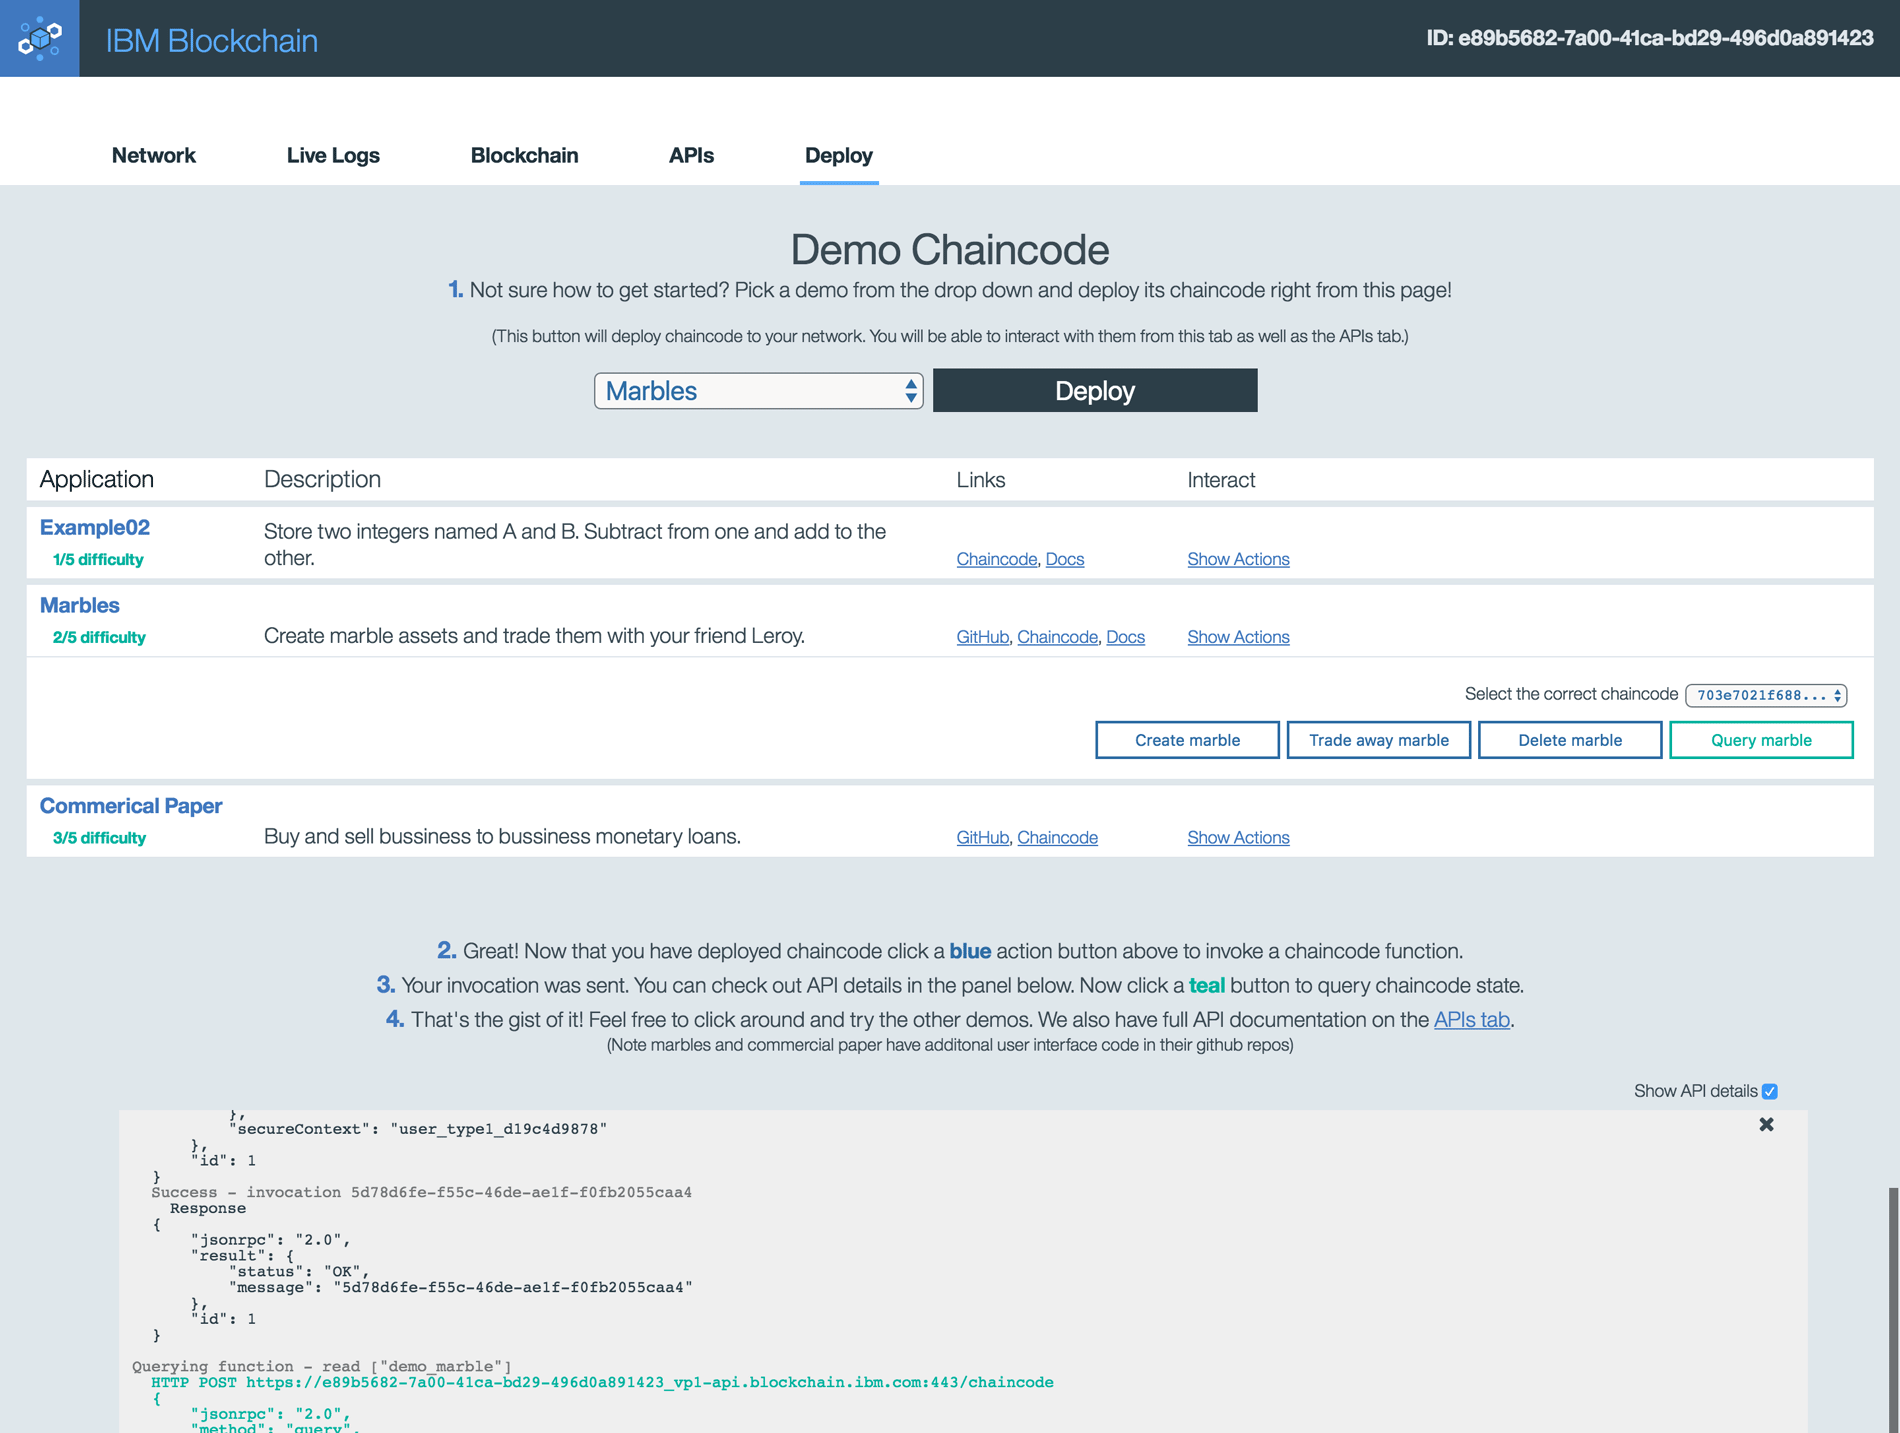 IBM Blockchain
ID: e89b5682-7a00-41ca-bd29-496d0a891423
Network Live Logs Blockchain APIs Deploy
Demo Chaincode
1. Not sure how to get started? Pick a demo from the drop down and deploy its chaincode right from this page!
(This button will deploy chaincode to your network. You will be able to interact with them from this tab as well as the APIs tab.)
Marbles Deploy
Application Description Links Interact
Example02
Store two integers named A and B. Subtract from one and add to the
other.
1/5 difficulty
Chaincode, Docs
Show Actions
Marbles
2/5 difficulty
Create marble assets and trade them with your friend Leroy.
GitHub, Chaincode, Docs
Show Actions
Select the correct chaincode 703e7021f688...
Create marble Trade away marble Delete marble Query marble
Commerical Paper
3/5 difficulty
Buy and sell bussiness to bussiness monetary loans.
GitHub, Chaincode
Show Actions
2. Great! Now that you have deployed chaincode click a blue action button above to invoke a chaincode function.
3. Your invocation was sent. You can check out API details in the panel below. Now click a teal button to query chaincode state.
4. That's the gist of it! Feel free to click around and try the other demos. We also have full API documentation on the APIs tab.
(Note marbles and commercial paper have additonal user interface code in their github repos)
Show API details
},
"secureContext": "user_type1_d19c4d9878"
},
"id": 1
}
Success - invocation 5d78d6fe-f55c-46de-ae1f-f0fb2055caa4
Response
{
"jsonrpc": "2.0",
"result": {
"status": "OK",
"message": "5d78d6fe-f55c-46de-ae1f-f0fb2055caa4"
},
"id": 1
}
Querying function - read ["demo_marble"]
HTTP POST https://e89b5682-7a00-41ca-bd29-496d0a891423_vp1-api.blockchain.ibm.com:443/chaincode
{
"jsonrpc": "2.0",
"method": "query",